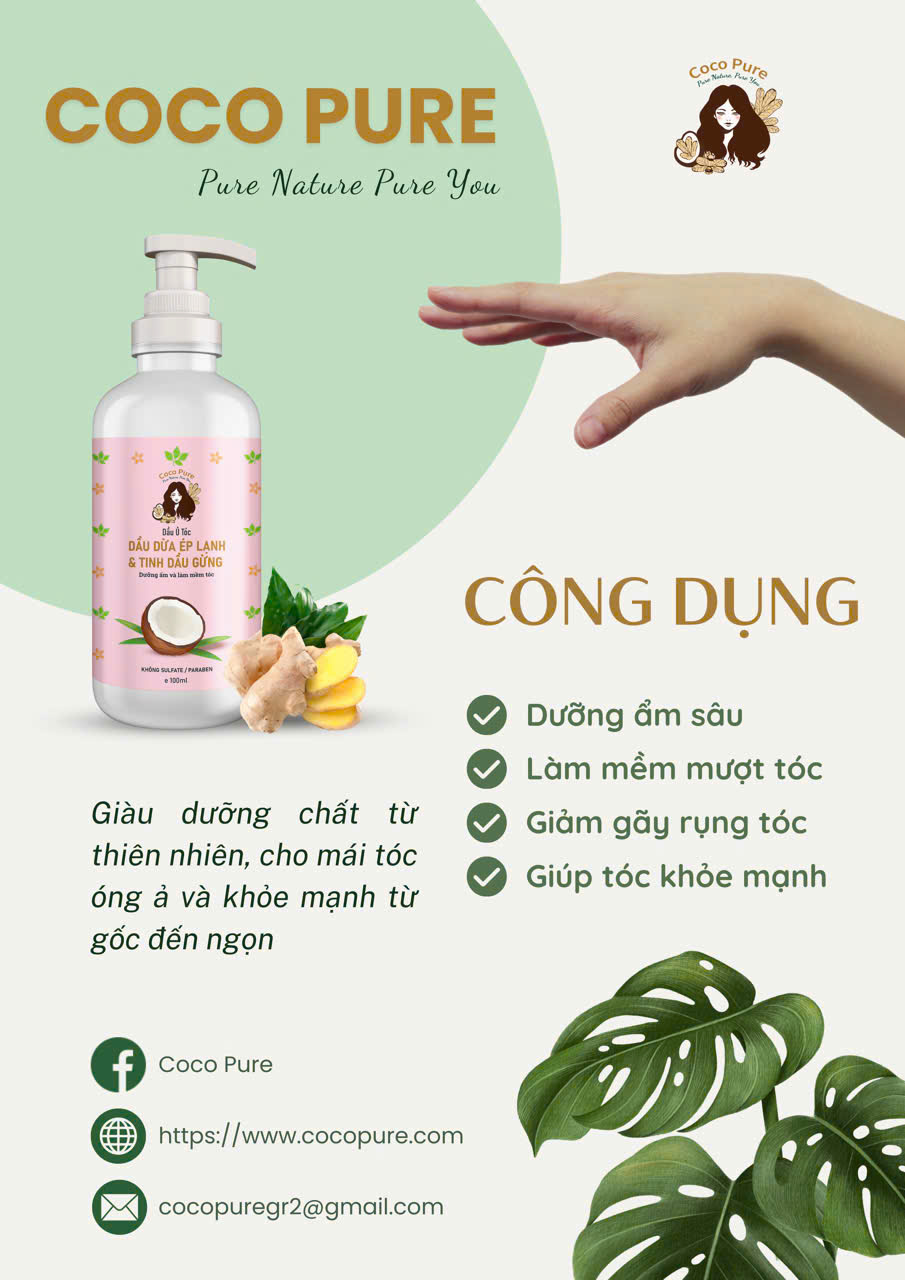 COCO PURE
Pure Nature Pure You
Coco Pure
Pure Nature, Pure You
Coco Pure
Dầu Ủ Tóc
DẦU DỪA ÉP LẠNH
& TINH DẦU GỪNG
Dưỡng ẩm và làm mềm tóc
KHÔNG SULFATE / PARABEN
e 100ml
CÔNG DỤNG
Dưỡng ẩm sâu
Làm mềm mượt tóc
Giảm gãy rụng tóc
Giúp tóc khỏe mạnh
Giàu dưỡng chất từ
thiên nhiên, cho mái tóc
óng ả và khỏe mạnh từ
gốc đến ngọn
Coco Pure
https://www.cocopure.com
cocopuregr2@gmail.com